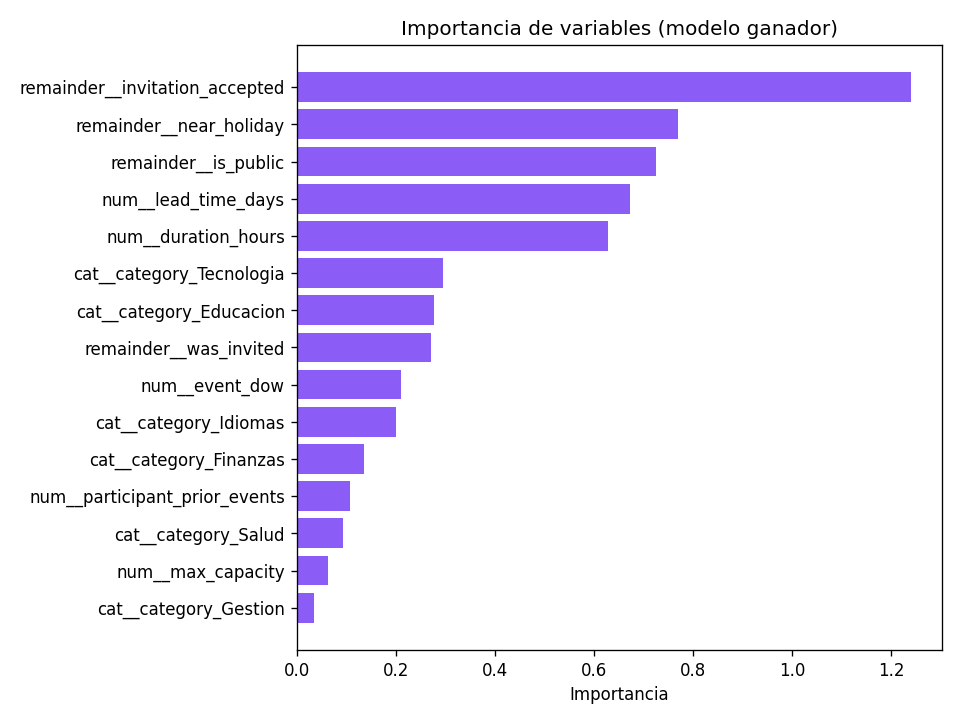 Importancia de variables (modelo ganador)
remainder__invitation_accepted
remainder__near_holiday
remainder__is_public
num__lead_time_days
num__duration_hours
cat__category_Tecnologia
cat__category_Educacion
remainder__was_invited
num__event_dow
cat__category_Idiomas
cat__category_Finanzas
num__participant_prior_events
cat__category_Salud
num__max_capacity
cat__category_Gestion
0.0 0.2 0.4 0.6 0.8 1.0 1.2
Importancia